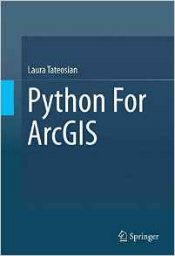 Laura Tateosian
Python For
ArcGIS
Springer